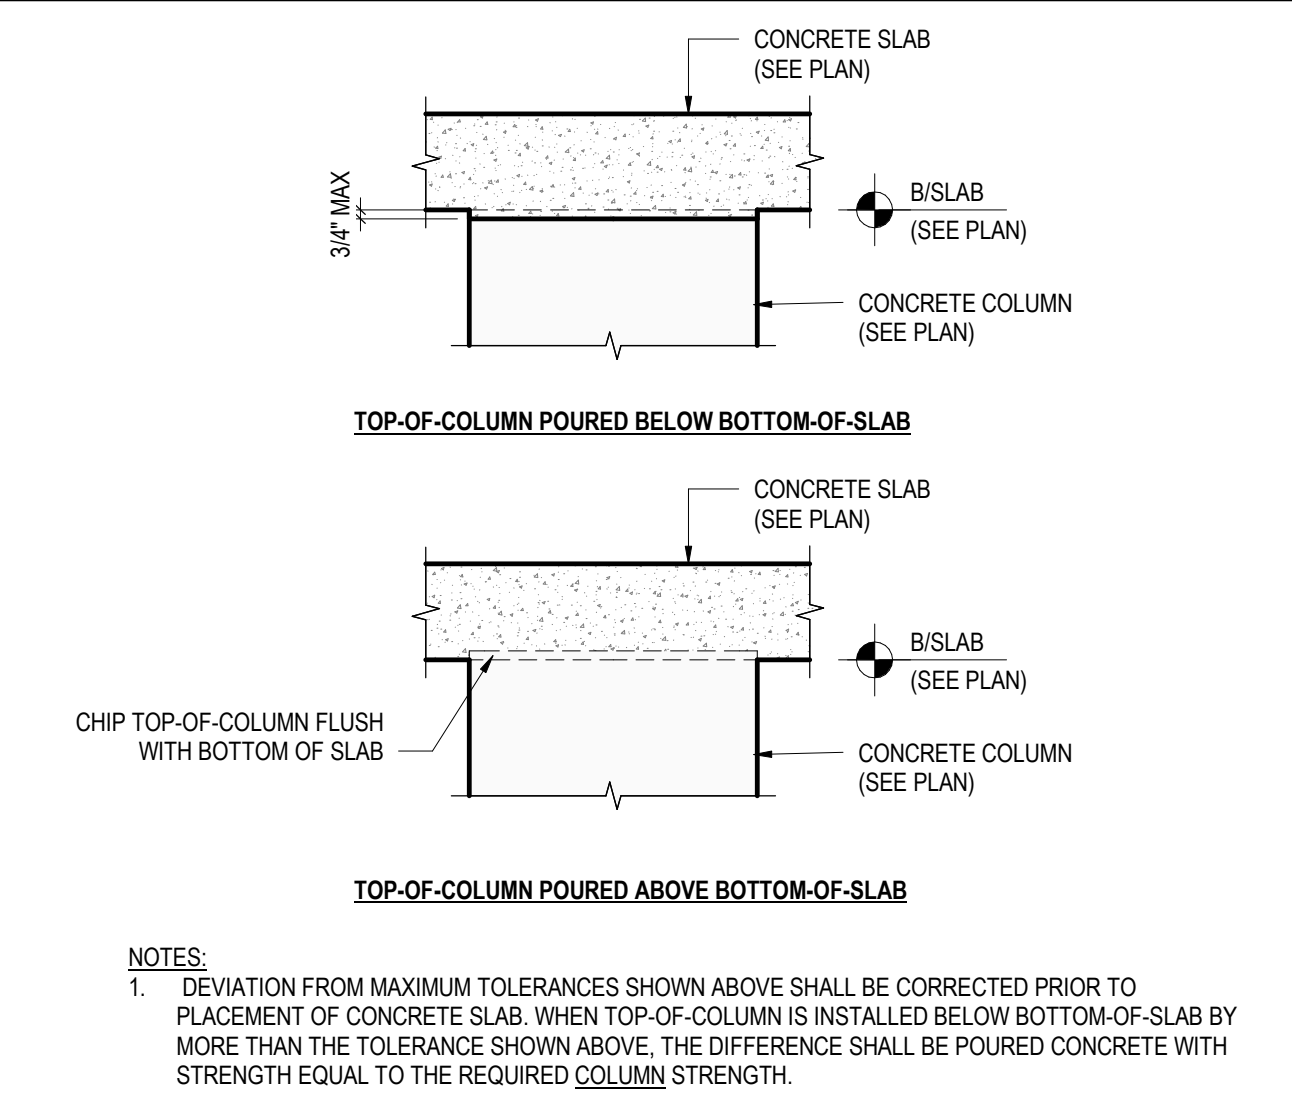 CONCRETE SLAB
(SEE PLAN)
3/4" MAX
B/SLAB
(SEE PLAN)
CONCRETE COLUMN
(SEE PLAN)
TOP-OF-COLUMN POURED BELOW BOTTOM-OF-SLAB
CONCRETE SLAB
(SEE PLAN)
B/SLAB
(SEE PLAN)
CHIP TOP-OF-COLUMN FLUSH
WITH BOTTOM OF SLAB
CONCRETE COLUMN
(SEE PLAN)
TOP-OF-COLUMN POURED ABOVE BOTTOM-OF-SLAB
NOTES:
1. DEVIATION FROM MAXIMUM TOLERANCES SHOWN ABOVE SHALL BE CORRECTED PRIOR TO
PLACEMENT OF CONCRETE SLAB. WHEN TOP-OF-COLUMN IS INSTALLED BELOW BOTTOM-OF-SLAB BY
MORE THAN THE TOLERANCE SHOWN ABOVE, THE DIFFERENCE SHALL BE POURED CONCRETE WITH
STRENGTH EQUAL TO THE REQUIRED COLUMN STRENGTH.